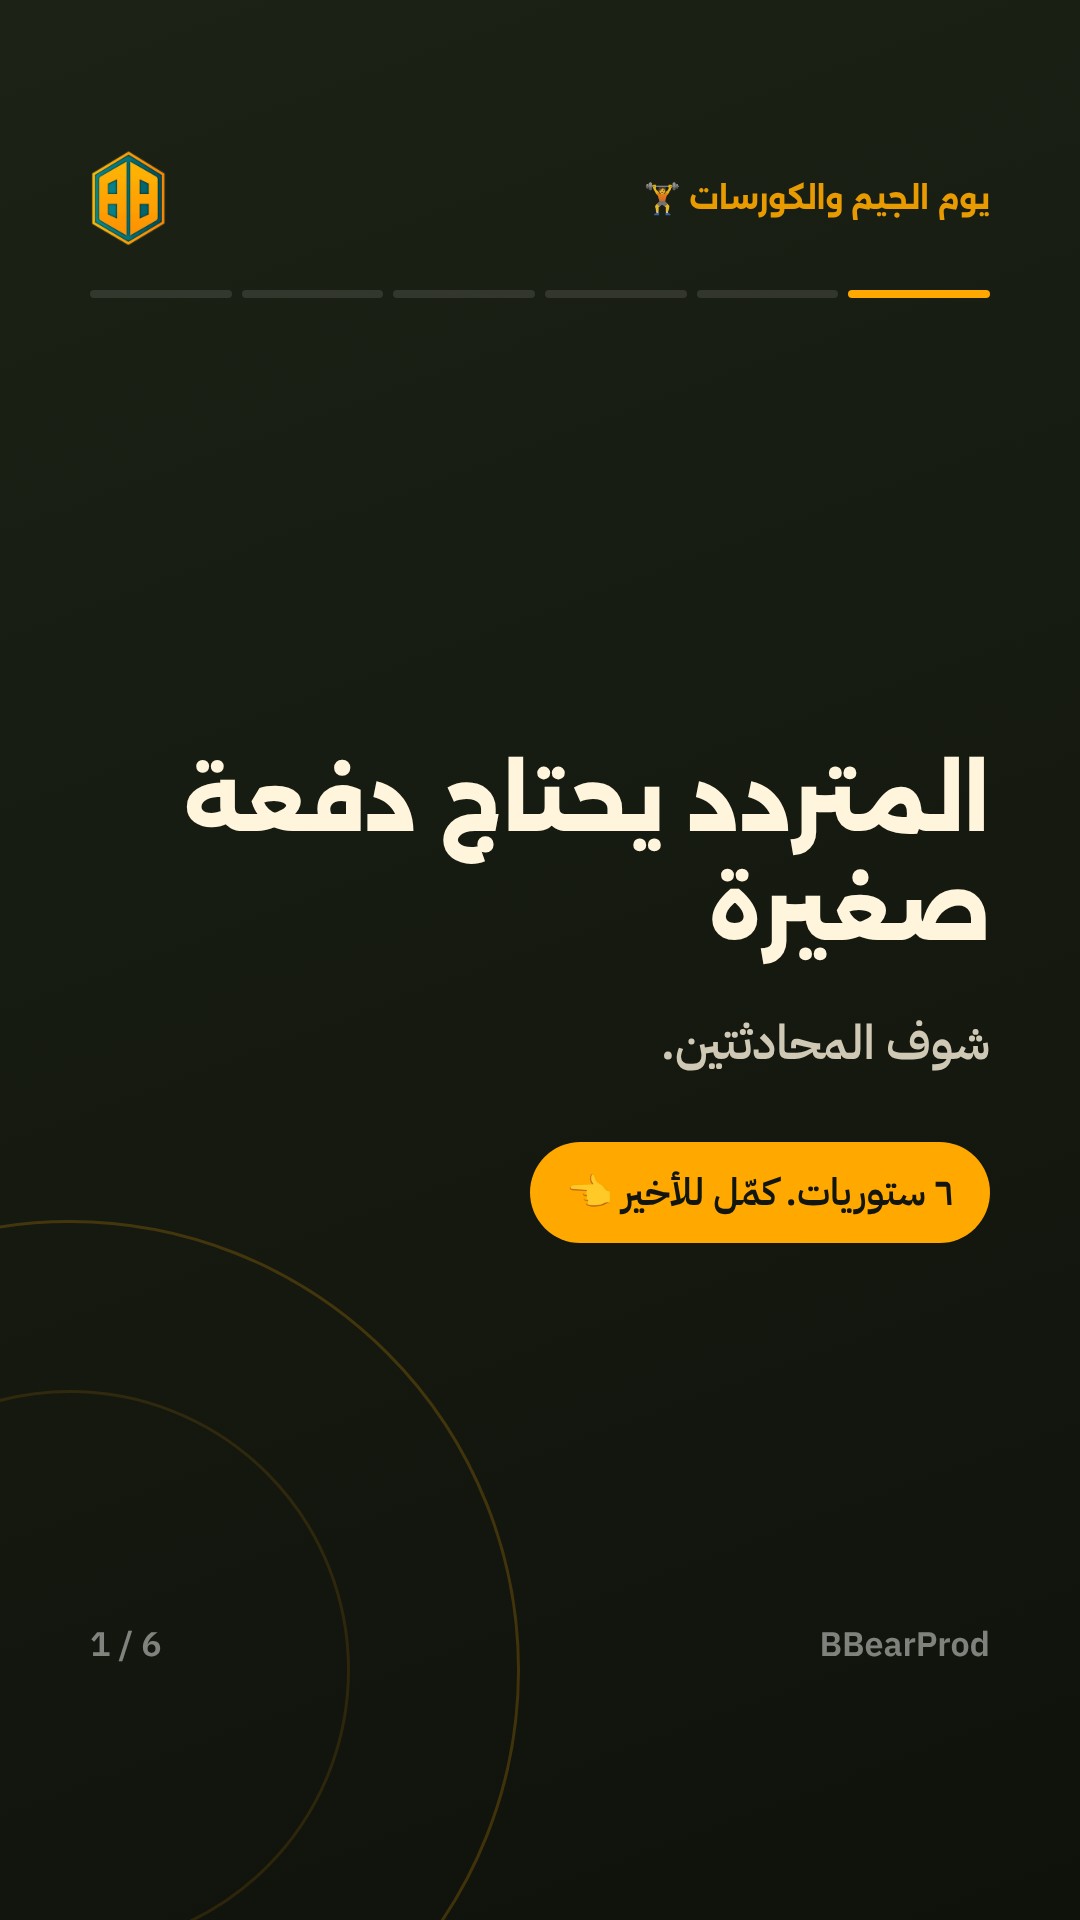 يوم الجيم والكورسات 🏋️
المتردد يحتاج دفعة
صغيرة
شوف المحادثتين.
٦ ستوريات. كمّل للأخير 👈
BBearProd
1 / 6